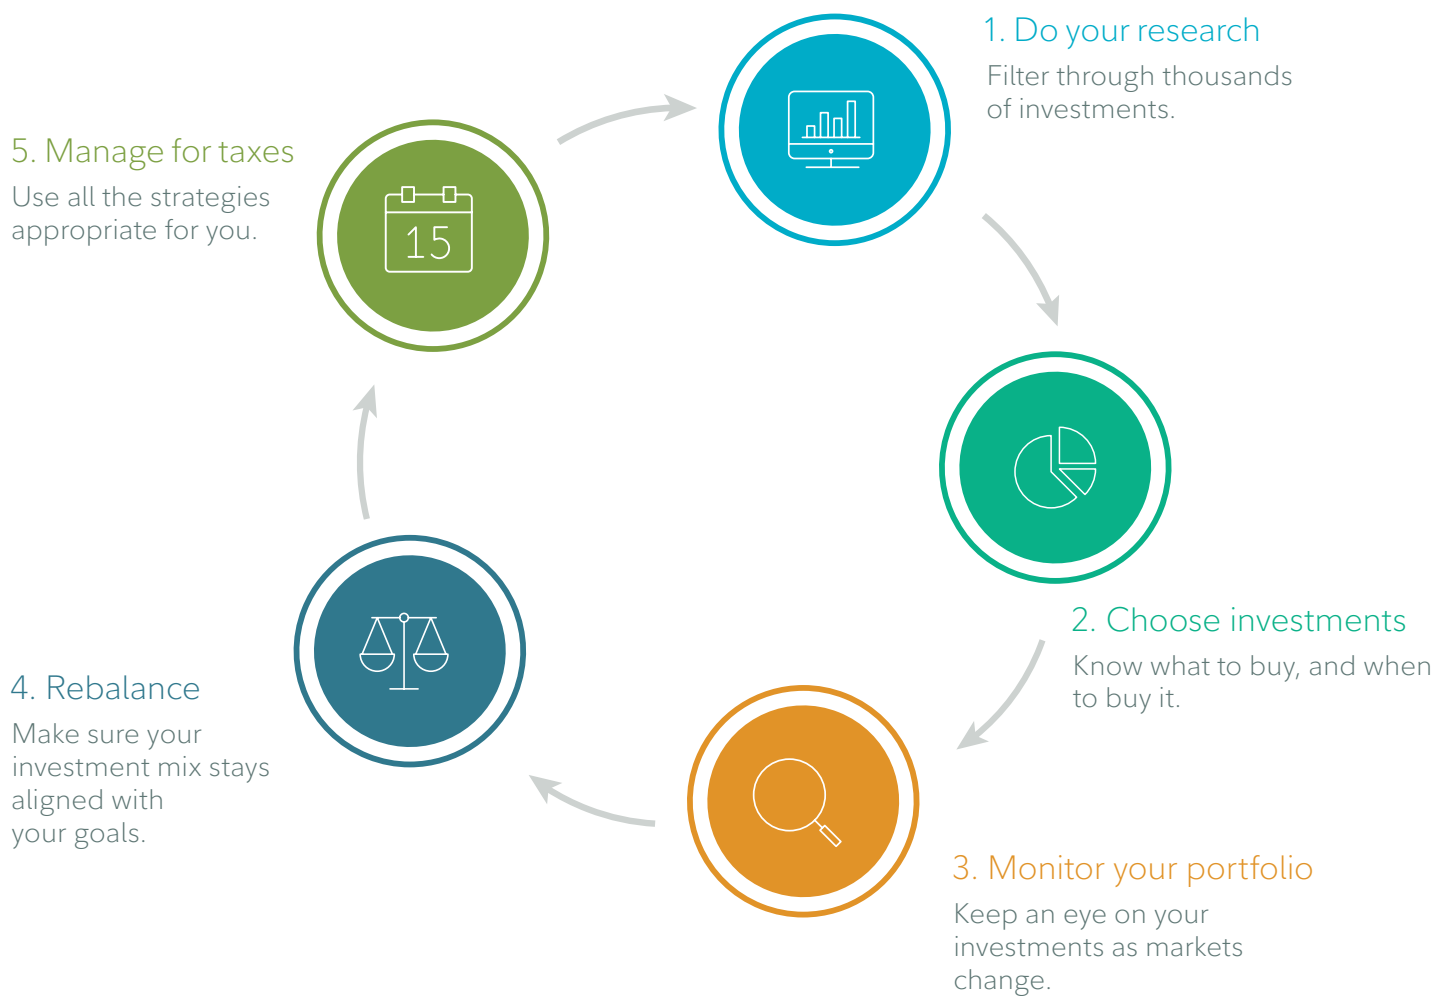 1. Do your research
Filter through thousands
of investments.
2. Choose investments
Know what to buy, and when
to buy it.
3. Monitor your portfolio
Keep an eye on your
investments as markets
change.
4. Rebalance
Make sure your
investment mix stays
aligned with
your goals.
5. Manage for taxes
Use all the strategies
appropriate for you.
15